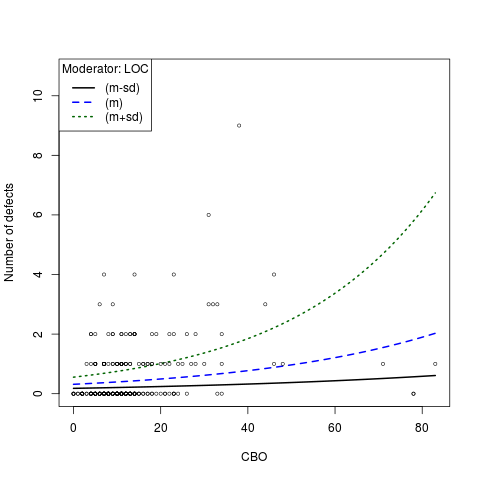 Moderator: LOC
(m-sd)
(m)
(m+sd)
Number of defects
10
8
6
4
2
0
0 20 40 60 80
CBO